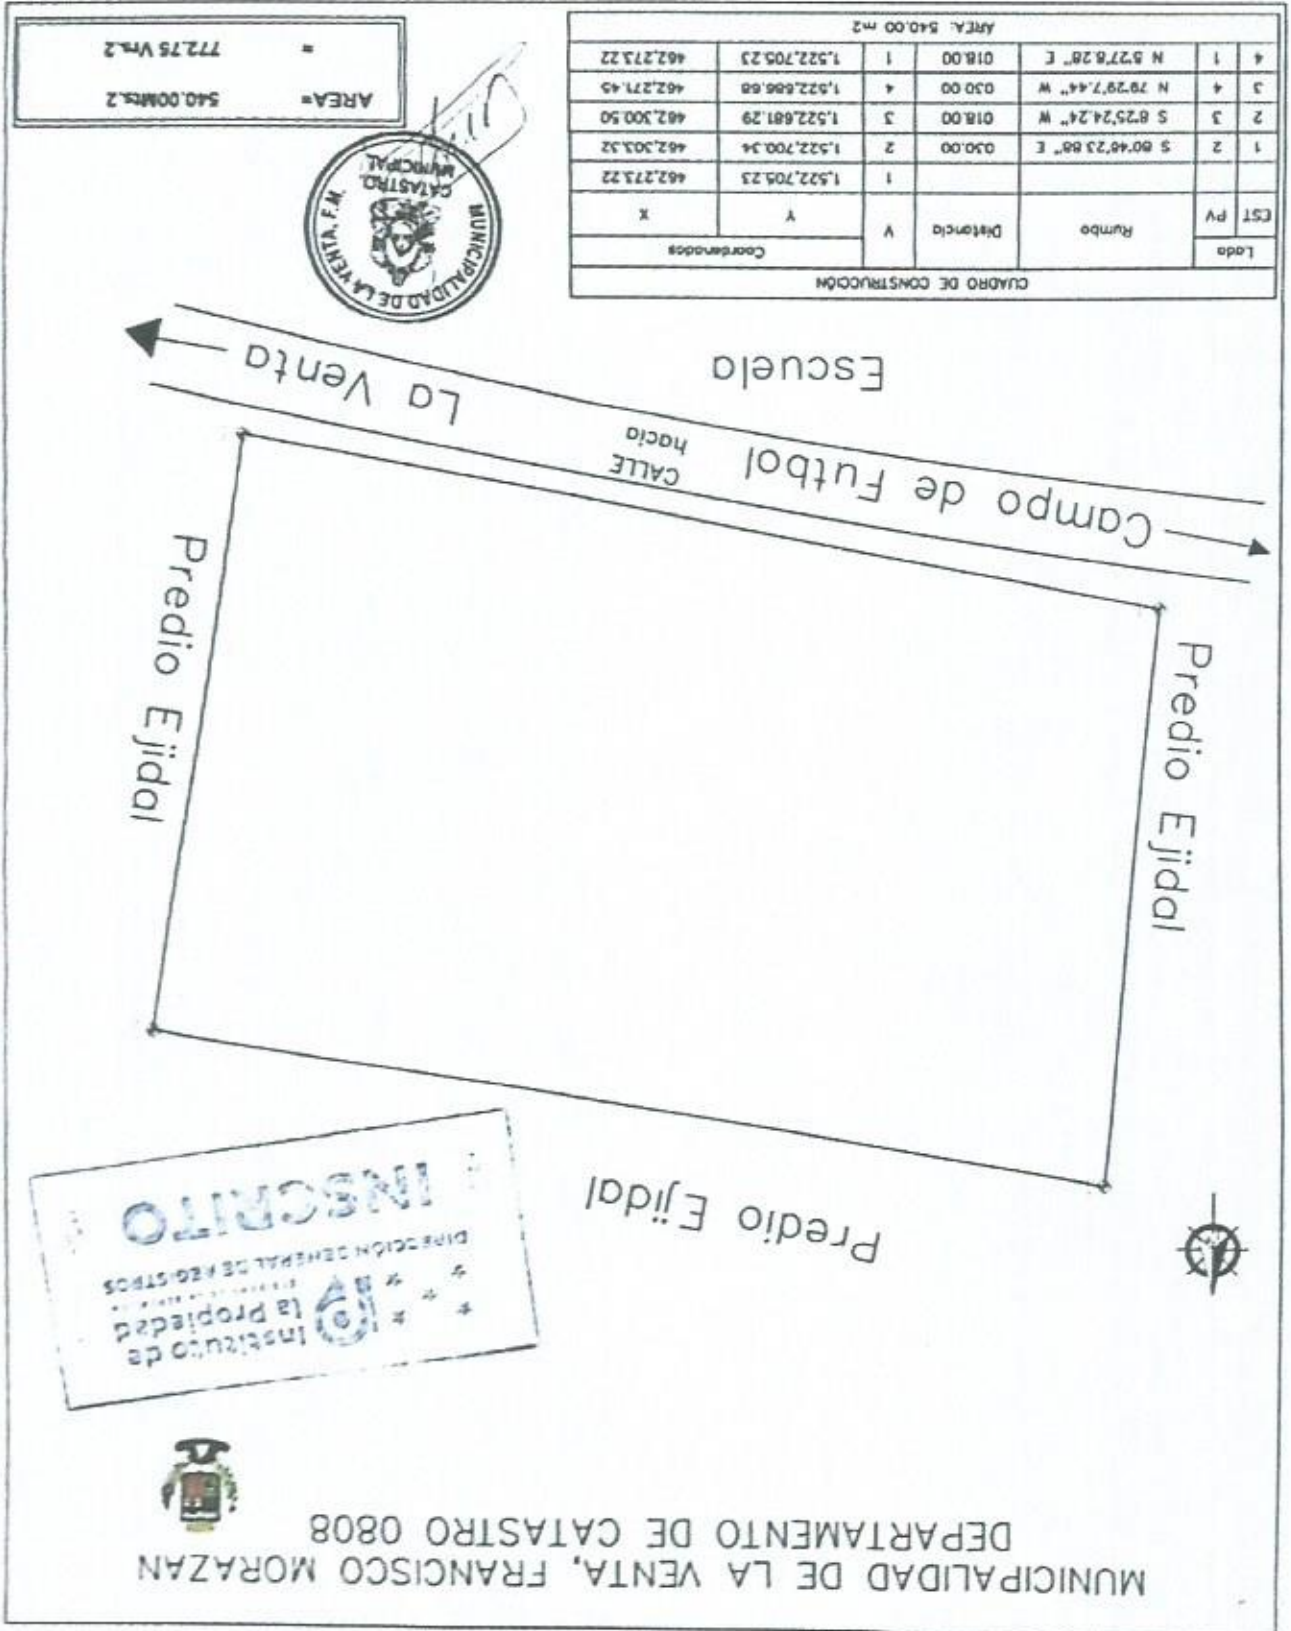 MUNICIPALIDAD DE LA VENTA, FRANCISCO MORAZAN
DEPARTAMENTO DE CATASTRO 0808
Instituto de
la Propiedad
DIRECCIÓN GENERAL DE REGISTROS
INSCRITO
Predio Ejidal
Predio Ejidal
Predio Ejidal
Campo de Futbol
CALLE
hacia
La Venta
Escuela
CUADRO DE CONSTRUCCIÓN
Lado Rumbo Distancia V Coordenadas
EST PV Y X
1 1,522,705.23 462,273.22
1 2 S 80.46,23.88" E 030.00 2 1,522,700.34 462,303.32
2 3 S 8.25,24.24" W 018.00 3 1,522,681.29 462,300.50
3 4 N 79.29,7.44" W 030.00 4 1,522,686.68 462,271.45
4 1 N 5.27,8.28" E 018.00 1 1,522,705.23 462,273.22
AREA: 540.00 m2
MUNICIPALIDAD DE LA VENTA, F.M.
CATASTRO
MUNICIPAL
AREA= 540.00Mts.2
= 772.75 Vrs.2